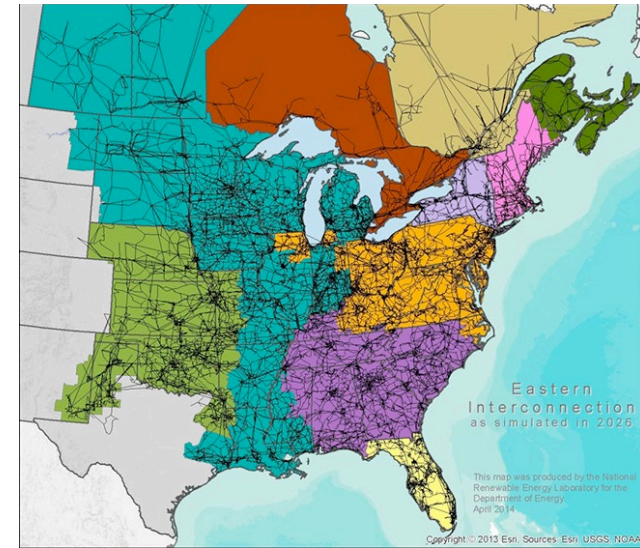 Eastern
Interconnection
as simulated in 2026
This map was produced by the National
Renewable Energy Laboratory for the
Department of Energy.
April 2014
Copyright:© 2013 Esri, Sources: Esri, USGS, NOAA